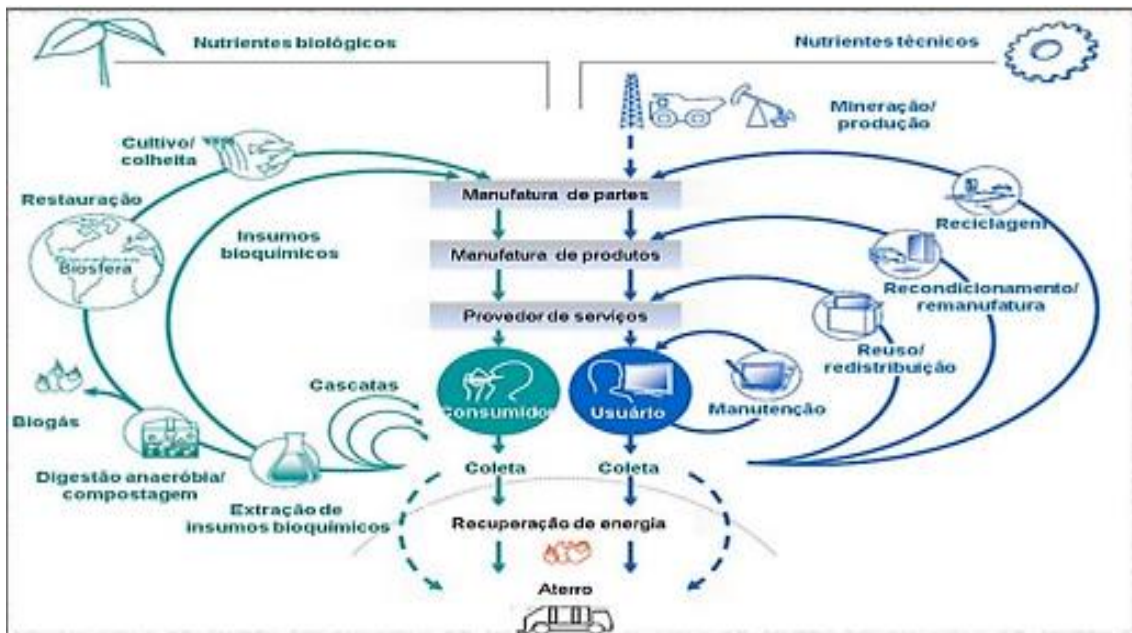 Nutrientes biológicos
Nutrientes técnicos
Mineração/
produção
Cultivo/
colheita
Restauração
Biosfera
Insumos
bioquímicos
Manufatura de partes
Manufatura de produtos
Provedor de serviços
Reciclagem
Recondicionamento/
remanufatura
Reuso/
redistribuição
Manutenção
Cascatas
Consumidor
Usuário
Biogás
Digestão anaeróbia/
compostagem
Extração de
insumos bioquímicos
Coleta
Coleta
Recuperação de energia
Aterro